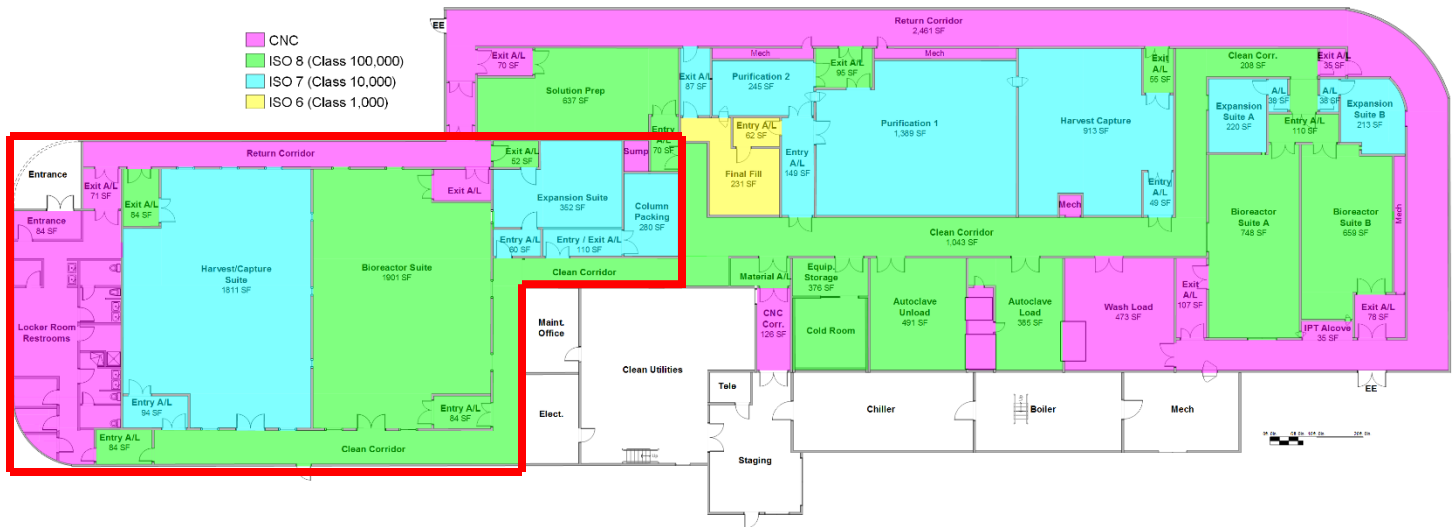 CNC
ISO 8 (Class 100,000)
ISO 7 (Class 10,000)
ISO 6 (Class 1,000)
EE
Return Corridor
2,461 SF
Exit A/L
70 SF
Mech
Mech
Solution Prep
837 SF
Exit A/L
87 SF
Purification 2
245 SF
Exit A/L
95 SF
Purification 1
1,389 SF
Harvest Capture
913 SF
Exit
A/L
55 SF
Clean Corr.
208 SF
Exit A/L
35 SF
Expansion
Suite A
220 SF
A/L
38 SF
A/L
38 SF
Expansion
Suite B
213 SF
Entry A/L
110 SF
Entry
A/L
70 SF
Entry A/L
62 SF
Final Fill
231 SF
Entry
A/L
149 SF
Entry
A/L
49 SF
Mech
Bioreactor
Suite A
748 SF
Bioreactor
Suite B
659 SF
Mech
Clean Corridor
1,043 SF
Entrance
Return Corridor
Exit A/L
71 SF
Exit A/L
84 SF
Exit A/L
Exit A/L
52 SF
Sump
Expansion Suite
352 SF
Column
Packing
280 SF
Entry A/L
60 SF
Entry / Exit A/L
110 SF
Entrance
84 SF
Harvest/Capture
Suite
1811 SF
Bioreactor Suite
1901 SF
Clean Corridor
Locker Room
Restrooms
Entry A/L
94 SF
Entry A/L
84 SF
Entry A/L
84 SF
Clean Corridor
Material A/L
Equip.
Storage
376 SF
Cold Room
Autoclave
Unload
491 SF
Autoclave
Load
385 SF
Wash Load
473 SF
Exit
A/L
107 SF
Exit A/L
78 SF
IPT Alcove
35 SF
CNC
Corr.
126 SF
Maint.
Office
Clean Utilities
Elect.
Tele
Staging
Chiller
Boiler
Mech
EE